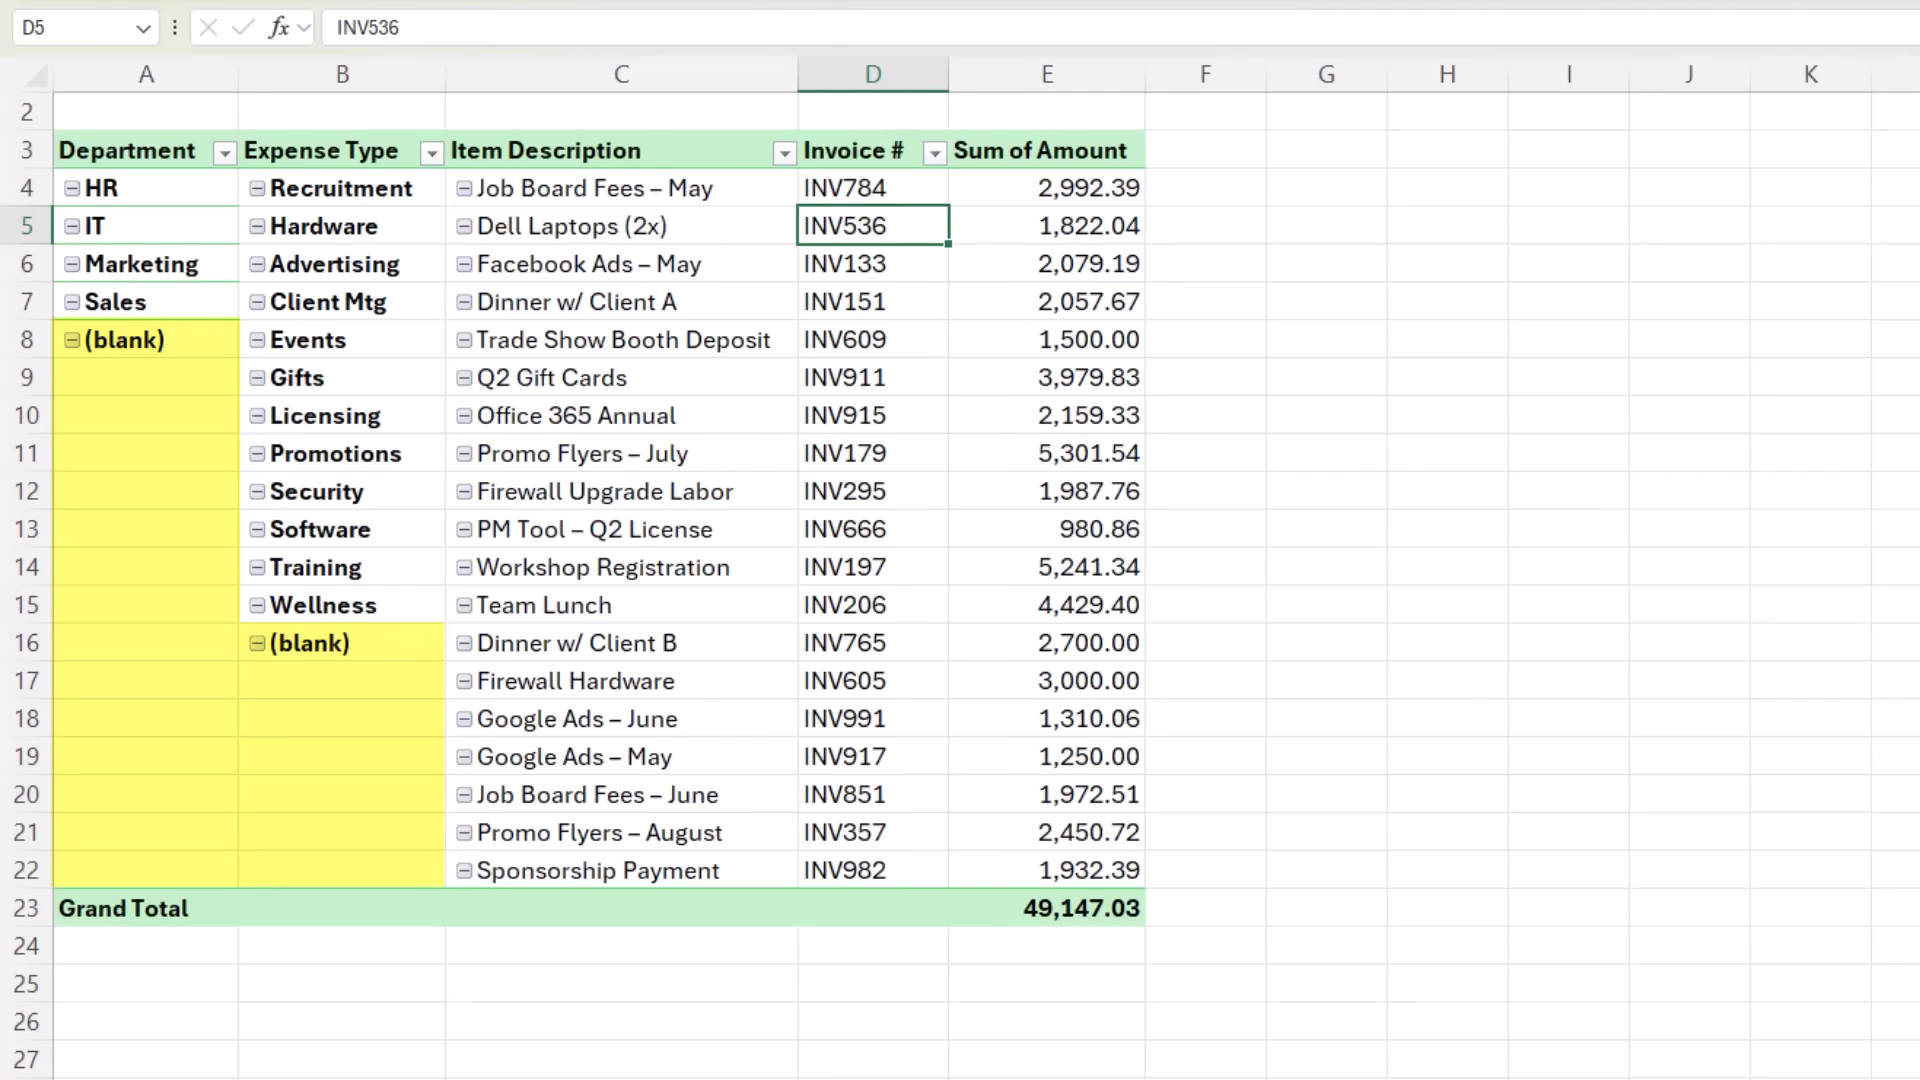 D5 fx INV536
A B C D E F G H I J K
2
3 Department Expense Type Item Description Invoice # Sum of Amount
4 HR Recruitment Job Board Fees – May INV784 2,992.39
5 IT Hardware Dell Laptops (2x) INV536 1,822.04
6 Marketing Advertising Facebook Ads – May INV133 2,079.19
7 Sales Client Mtg Dinner w/ Client A INV151 2,057.67
8 (blank) Events Trade Show Booth Deposit INV609 1,500.00
9 Gifts Q2 Gift Cards INV911 3,979.83
10 Licensing Office 365 Annual INV915 2,159.33
11 Promotions Promo Flyers – July INV179 5,301.54
12 Security Firewall Upgrade Labor INV295 1,987.76
13 Software PM Tool – Q2 License INV666 980.86
14 Training Workshop Registration INV197 5,241.34
15 Wellness Team Lunch INV206 4,429.40
16 (blank) Dinner w/ Client B INV765 2,700.00
17 Firewall Hardware INV605 3,000.00
18 Google Ads – June INV991 1,310.06
19 Google Ads – May INV917 1,250.00
20 Job Board Fees – June INV851 1,972.51
21 Promo Flyers – August INV357 2,450.72
22 Sponsorship Payment INV982 1,932.39
23 Grand Total 49,147.03
24
25
26
27